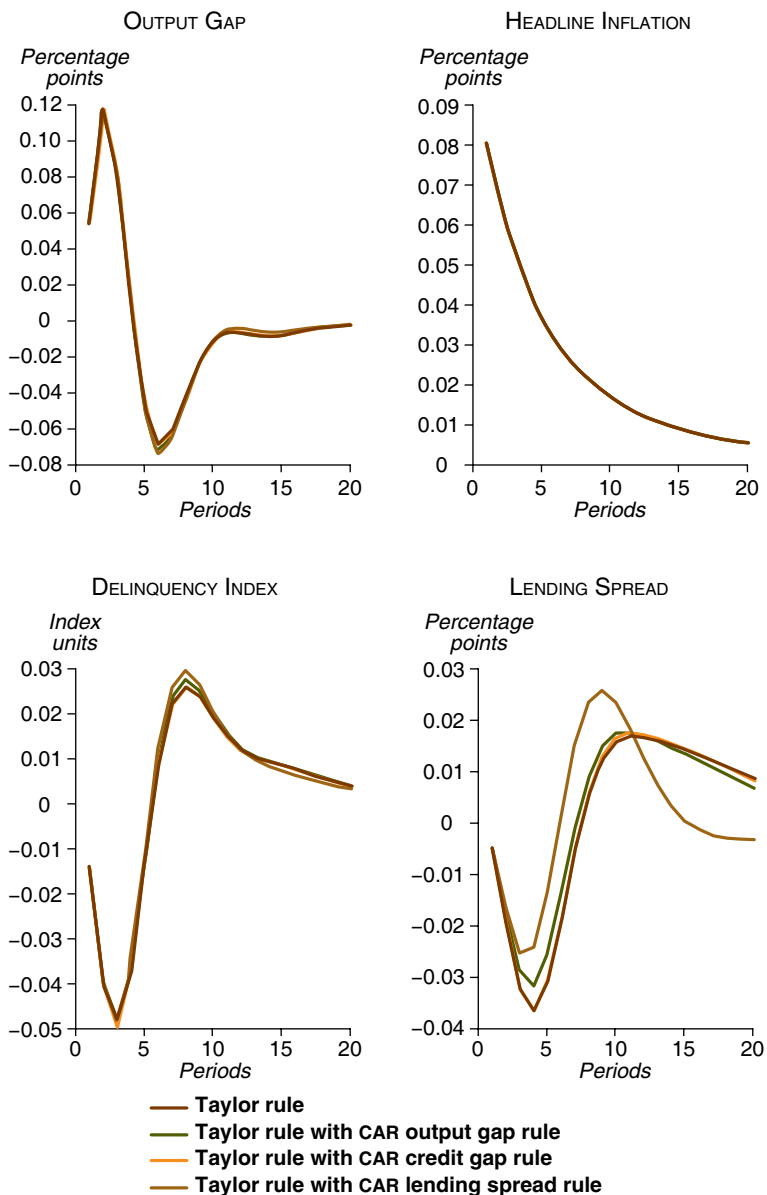 OUTPUT GAP
Percentage
points
0.12
0.10
0.08
0.06
0.04
0.02
0
−0.02
−0.04
−0.06
−0.08
0 5 10 15 20
Periods
HEADLINE INFLATION
Percentage
points
0.09
0.08
0.07
0.06
0.05
0.04
0.03
0.02
0.01
0
0 5 10 15 20
Periods
DELINQUENCY INDEX
Index
units
0.03
0.02
0.01
0
−0.01
−0.02
−0.03
−0.04
−0.05
0 5 10 15 20
Periods
LENDING SPREAD
Percentage
points
0.03
0.02
0.01
0
−0.01
−0.02
−0.03
−0.04
0 5 10 15 20
Periods
Taylor rule
Taylor rule with CAR output gap rule
Taylor rule with CAR credit gap rule
Taylor rule with CAR lending spread rule